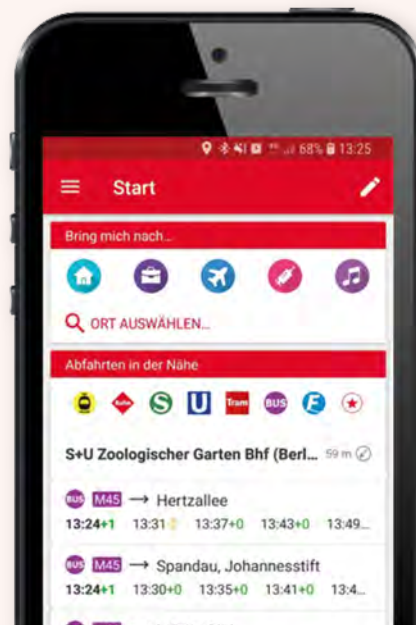 68% 13:25
Start
Bring mich nach...
ORT AUSWÄHLEN...
Abfahrten in der Nähe
Bahn S U Tram BUS F
S+U Zoologischer Garten Bhf (Berl... 59 m
BUS M45 → Hertzallee
13:24+1 13:31 13:37+0 13:43+0 13:49...
BUS M45 → Spandau, Johannesstift
13:24+1 13:30+0 13:35+0 13:41+0 13:4...